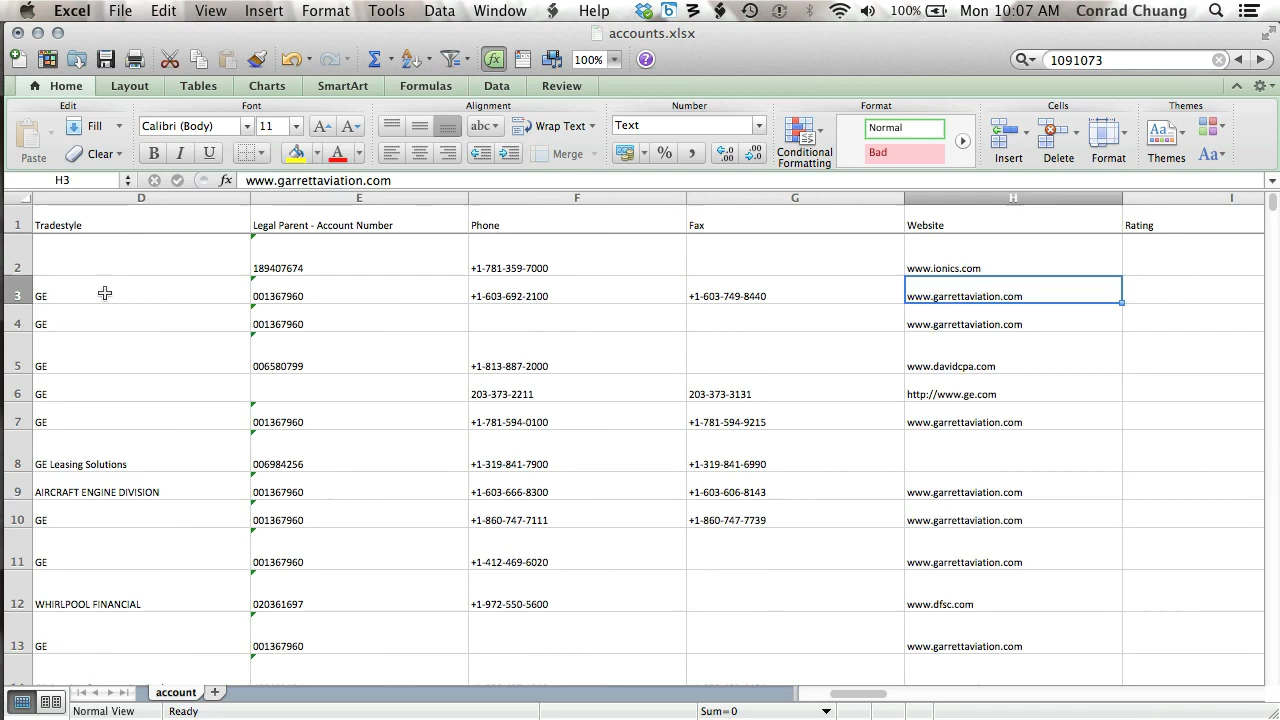 Excel File Edit View Insert Format Tools Data Window Help 100% Mon 10:07 AM Conrad Chuang
accounts.xlsx
100% 1091073
Home Layout Tables Charts SmartArt Formulas Data Review
Edit Font Alignment Number Format Cells Themes
Fill Calibri (Body) 11 A A abc Wrap Text Text Normal
Paste Clear B I U A Merge % Conditional Formatting Bad Insert Delete Format Themes Aa
H3 fx www.garrettaviation.com
D E F G H I
1 Tradestyle Legal Parent - Account Number Phone Fax Website Rating
2 189407674 +1-781-359-7000 www.ionics.com
3 GE 001367960 +1-603-692-2100 +1-603-749-8440 www.garrettaviation.com
4 GE 001367960 www.garrettaviation.com
5 GE 006580799 +1-813-887-2000 www.davidcpa.com
6 GE 203-373-2211 203-373-3131 http://www.ge.com
7 GE 001367960 +1-781-594-0100 +1-781-594-9215 www.garrettaviation.com
8 GE Leasing Solutions 006984256 +1-319-841-7900 +1-319-841-6990
9 AIRCRAFT ENGINE DIVISION 001367960 +1-603-666-8300 +1-603-606-8143 www.garrettaviation.com
10 GE 001367960 +1-860-747-7111 +1-860-747-7739 www.garrettaviation.com
11 GE 001367960 +1-412-469-6020
12 WHIRLPOOL FINANCIAL 020361697 +1-972-550-5600 www.dfsc.com
13 GE 001367960 www.garrettaviation.com
account
Normal View Ready Sum=0